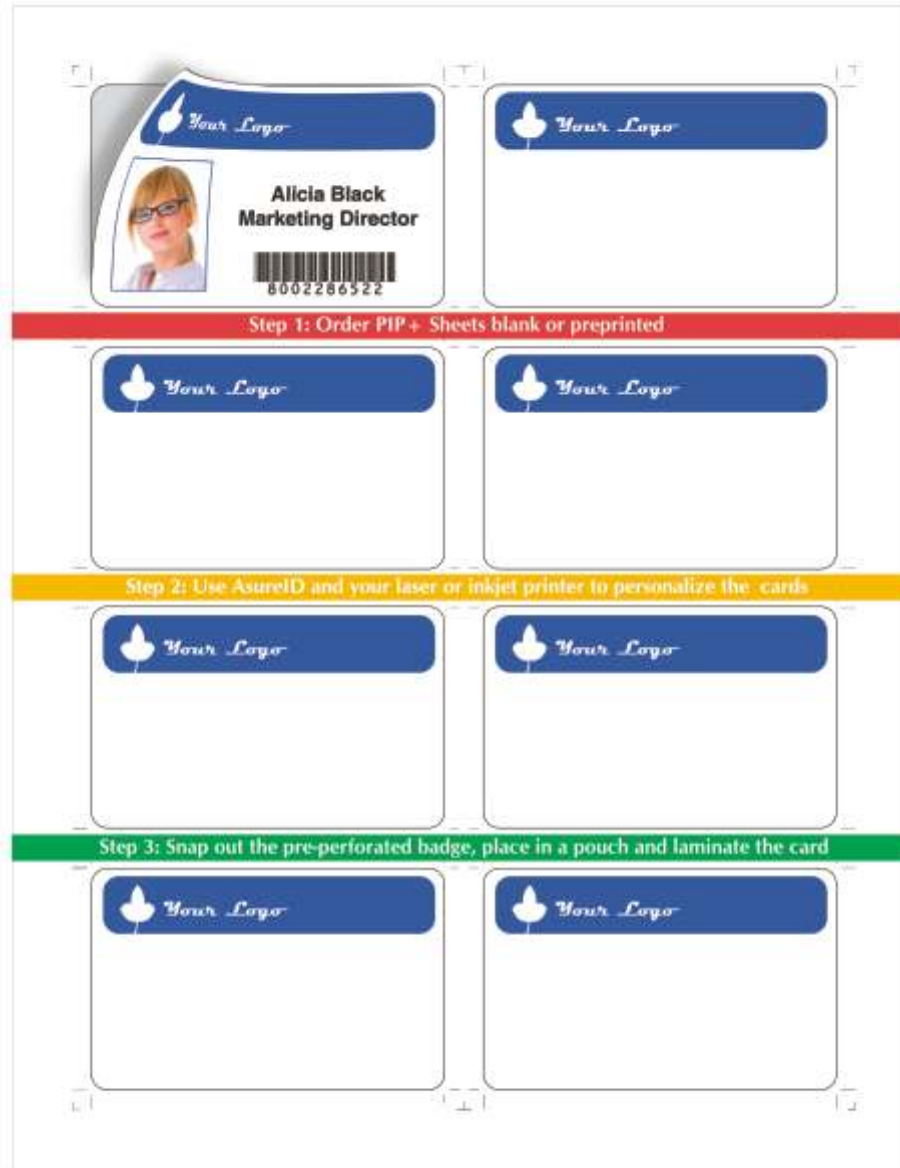 Your Logo
Your Logo
Alicia Black
Marketing Director
8002286522
Step 1: Order PIP+ Sheets blank or preprinted
Your Logo
Your Logo
Step 2: Use AsureID and your laser or inkjet printer to personalize the cards
Your Logo
Your Logo
Step 3: Snap out the pre-perforated badge, place in a pouch and laminate the card
Your Logo
Your Logo